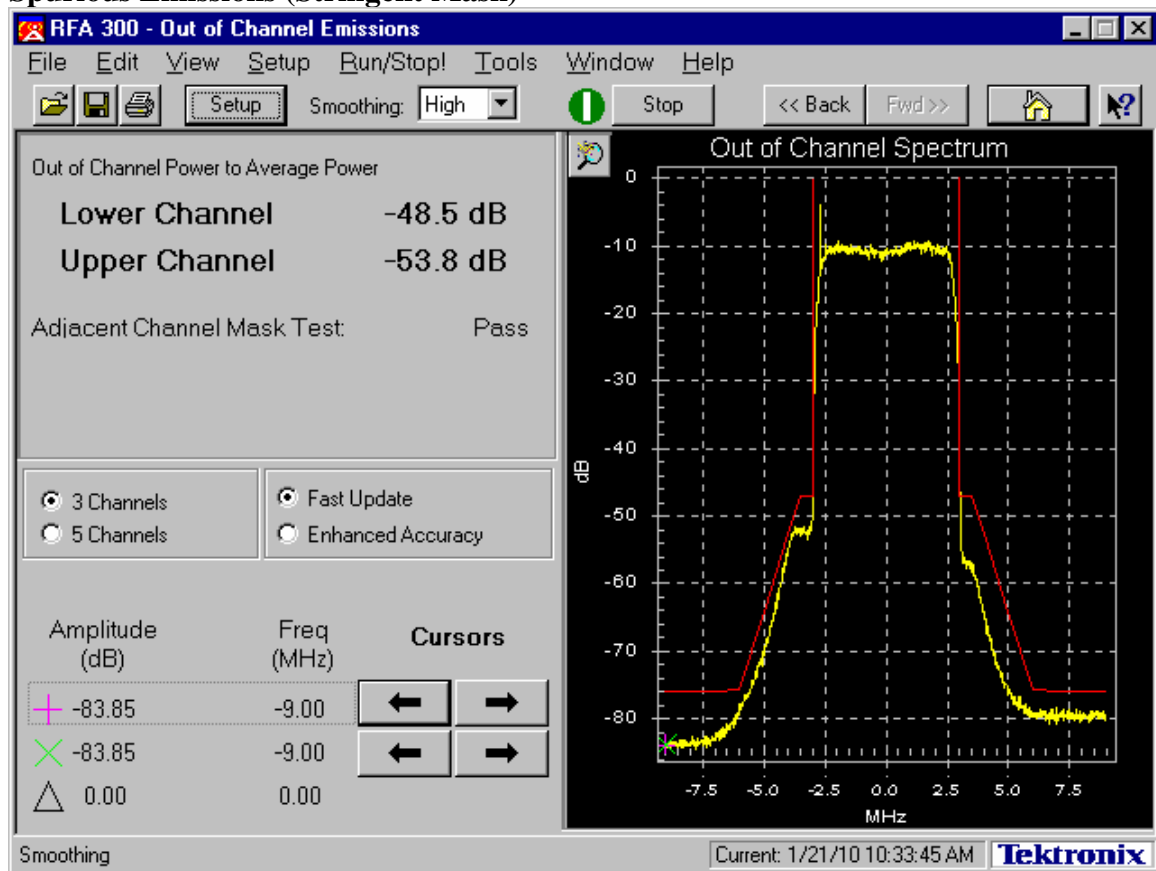 Spurious Emissions (Stringent Mask)
RFA 300 - Out of Channel Emissions
File Edit View Setup Run/Stop! Tools Window Help
Setup Smoothing: High Stop << Back Fwd >>
Out of Channel Power to Average Power
Lower Channel -48.5 dB
Upper Channel -53.8 dB
Adjacent Channel Mask Test: Pass
3 Channels
5 Channels
Fast Update
Enhanced Accuracy
Amplitude (dB) Freq (MHz) Cursors
-83.85 -9.00
-83.85 -9.00
0.00 0.00
Out of Channel Spectrum
0
-10
-20
-30
-40
dB
-50
-60
-70
-80
-7.5 -5.0 -2.5 0.0 2.5 5.0 7.5
MHz
Smoothing Current: 1/21/10 10:33:45 AM Tektronix